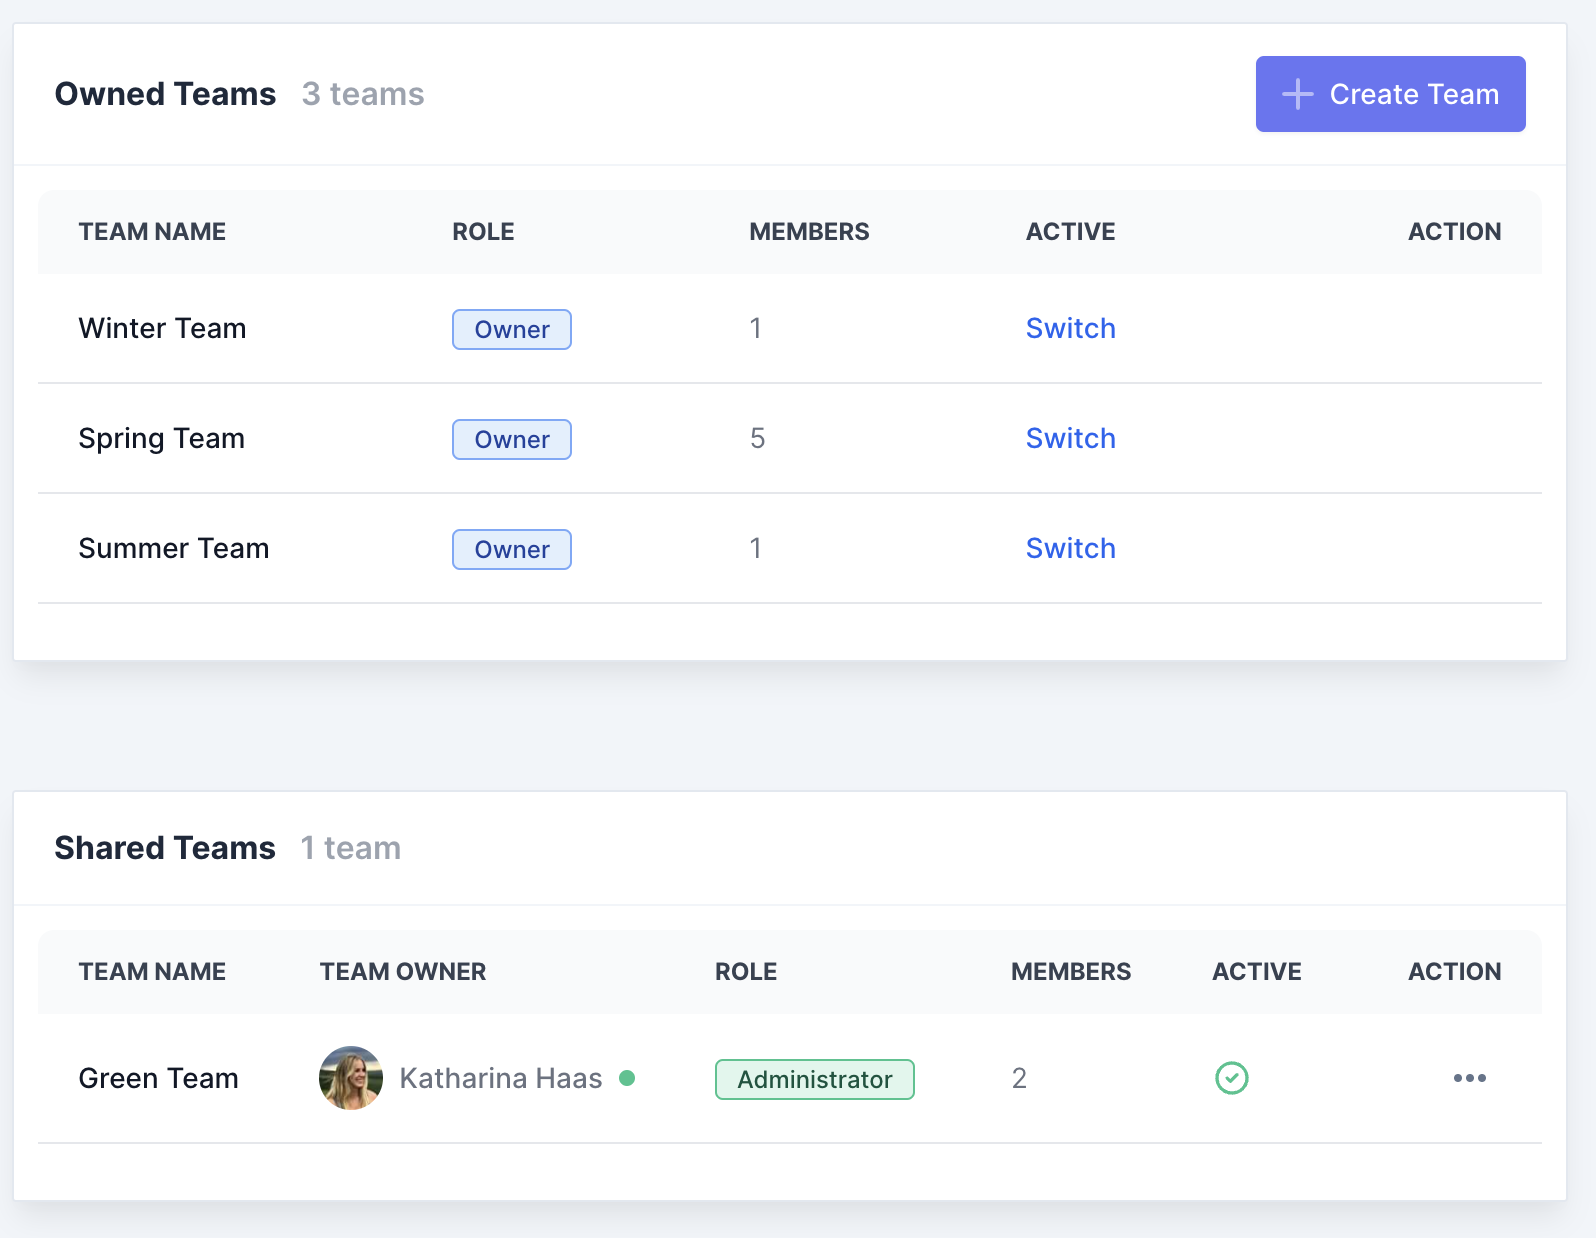 Owned Teams 3 teams
Create Team
TEAM NAME ROLE MEMBERS ACTIVE ACTION
Winter Team Owner 1 Switch
Spring Team Owner 5 Switch
Summer Team Owner 1 Switch
Shared Teams 1 team
TEAM NAME TEAM OWNER ROLE MEMBERS ACTIVE ACTION
Green Team Katharina Haas Administrator 2